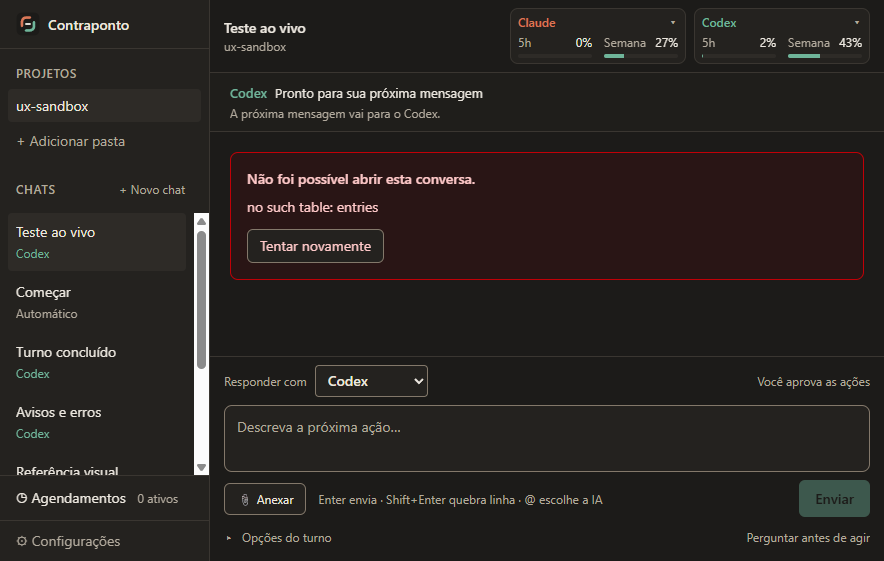 Contraponto
PROJETOS
ux-sandbox
+ Adicionar pasta
CHATS + Novo chat
Teste ao vivo
Codex
Começar
Automático
Turno concluído
Codex
Avisos e erros
Codex
Referência visual
Agendamentos 0 ativos
Configurações
Teste ao vivo
ux-sandbox
Claude
5h 0% Semana 27%
Codex
5h 2% Semana 43%
Codex Pronto para sua próxima mensagem
A próxima mensagem vai para o Codex.
Não foi possível abrir esta conversa.
no such table: entries
Tentar novamente
Responder com Codex Você aprova as ações
Descreva a próxima ação...
Anexar Enter envia · Shift+Enter quebra linha · @ escolhe a IA Enviar
Opções do turno Perguntar antes de agir